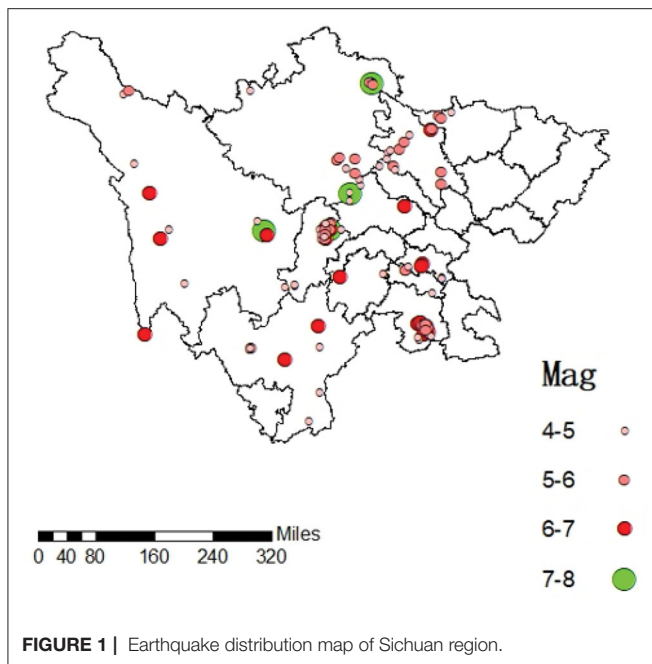 Mag
4-5
5-6
6-7
7-8
Miles
0 40 80 160 240 320
FIGURE 1 | Earthquake distribution map of Sichuan region.